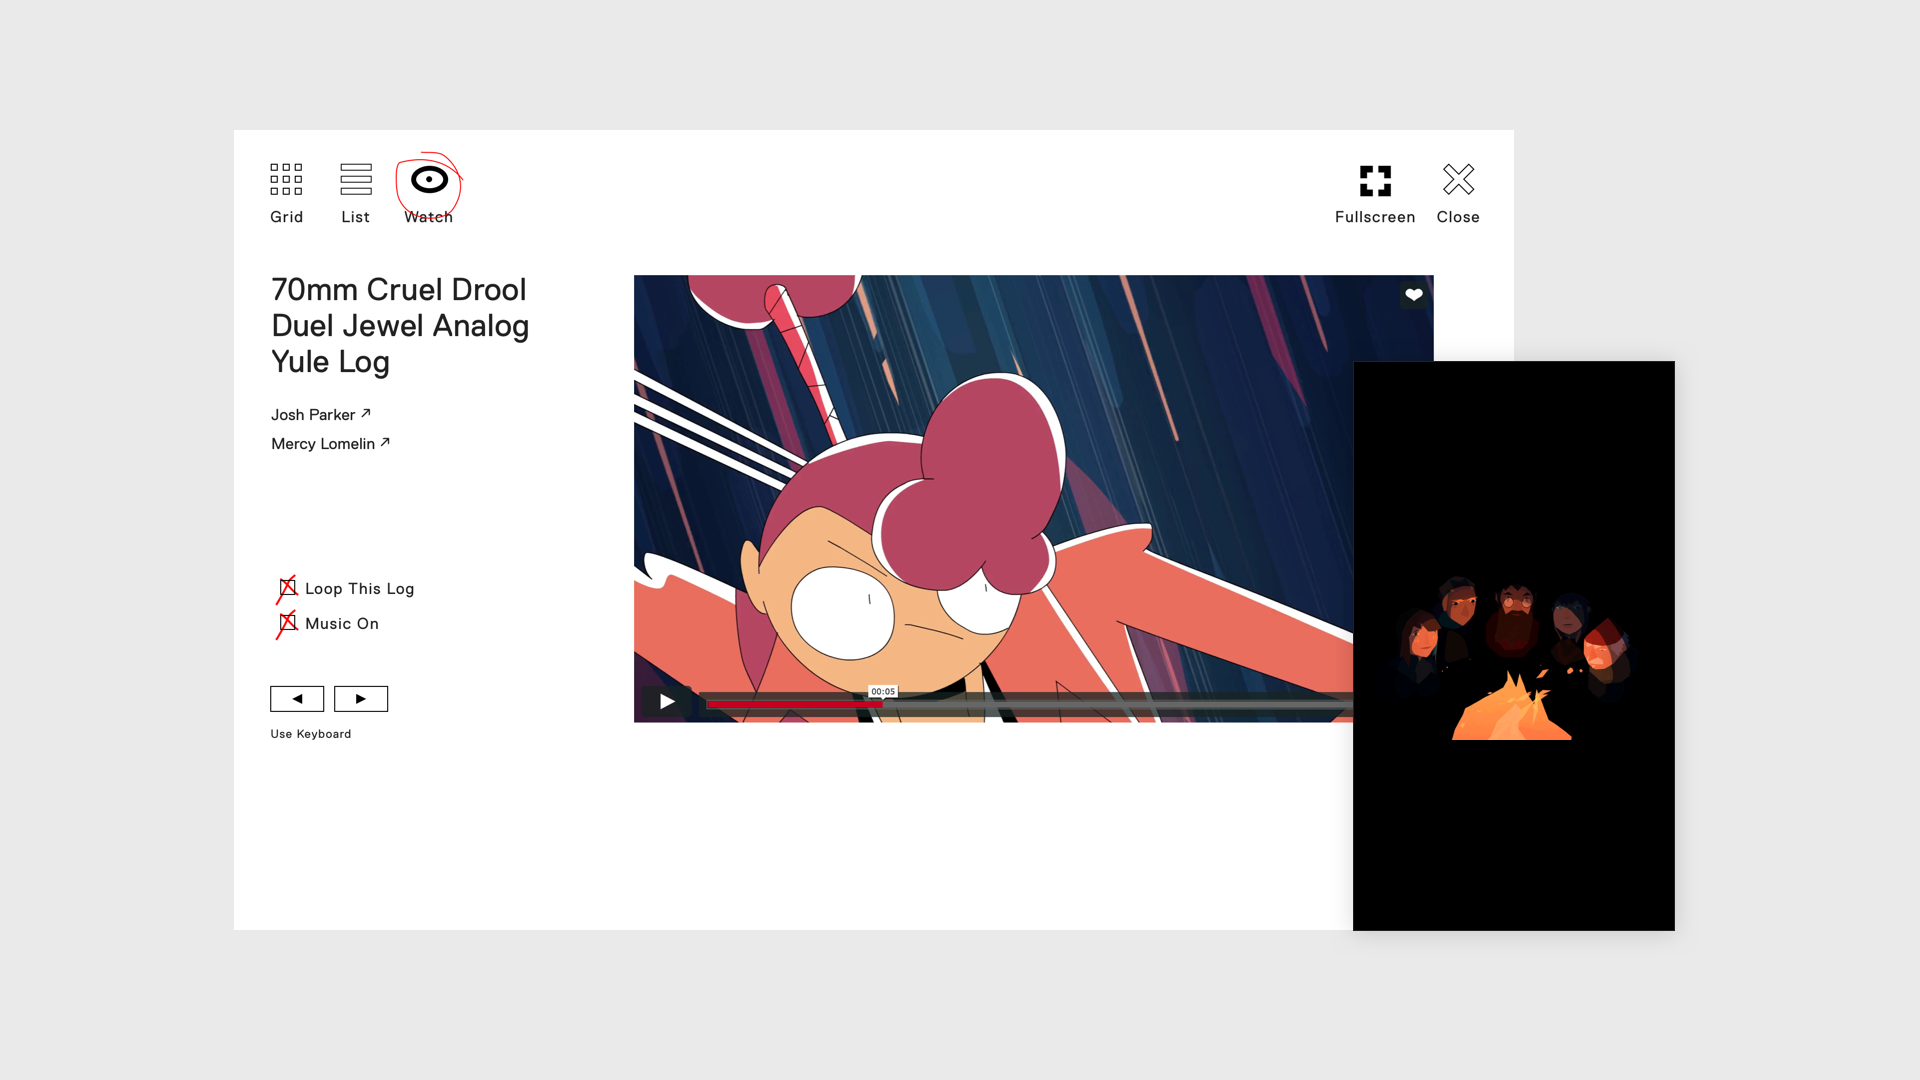 Grid
List
Watch
Fullscreen
Close
70mm Cruel Drool
Duel Jewel Analog
Yule Log
Josh Parker ↗
Mercy Lomelin ↗
Loop This Log
Music On
Use Keyboard
00:05